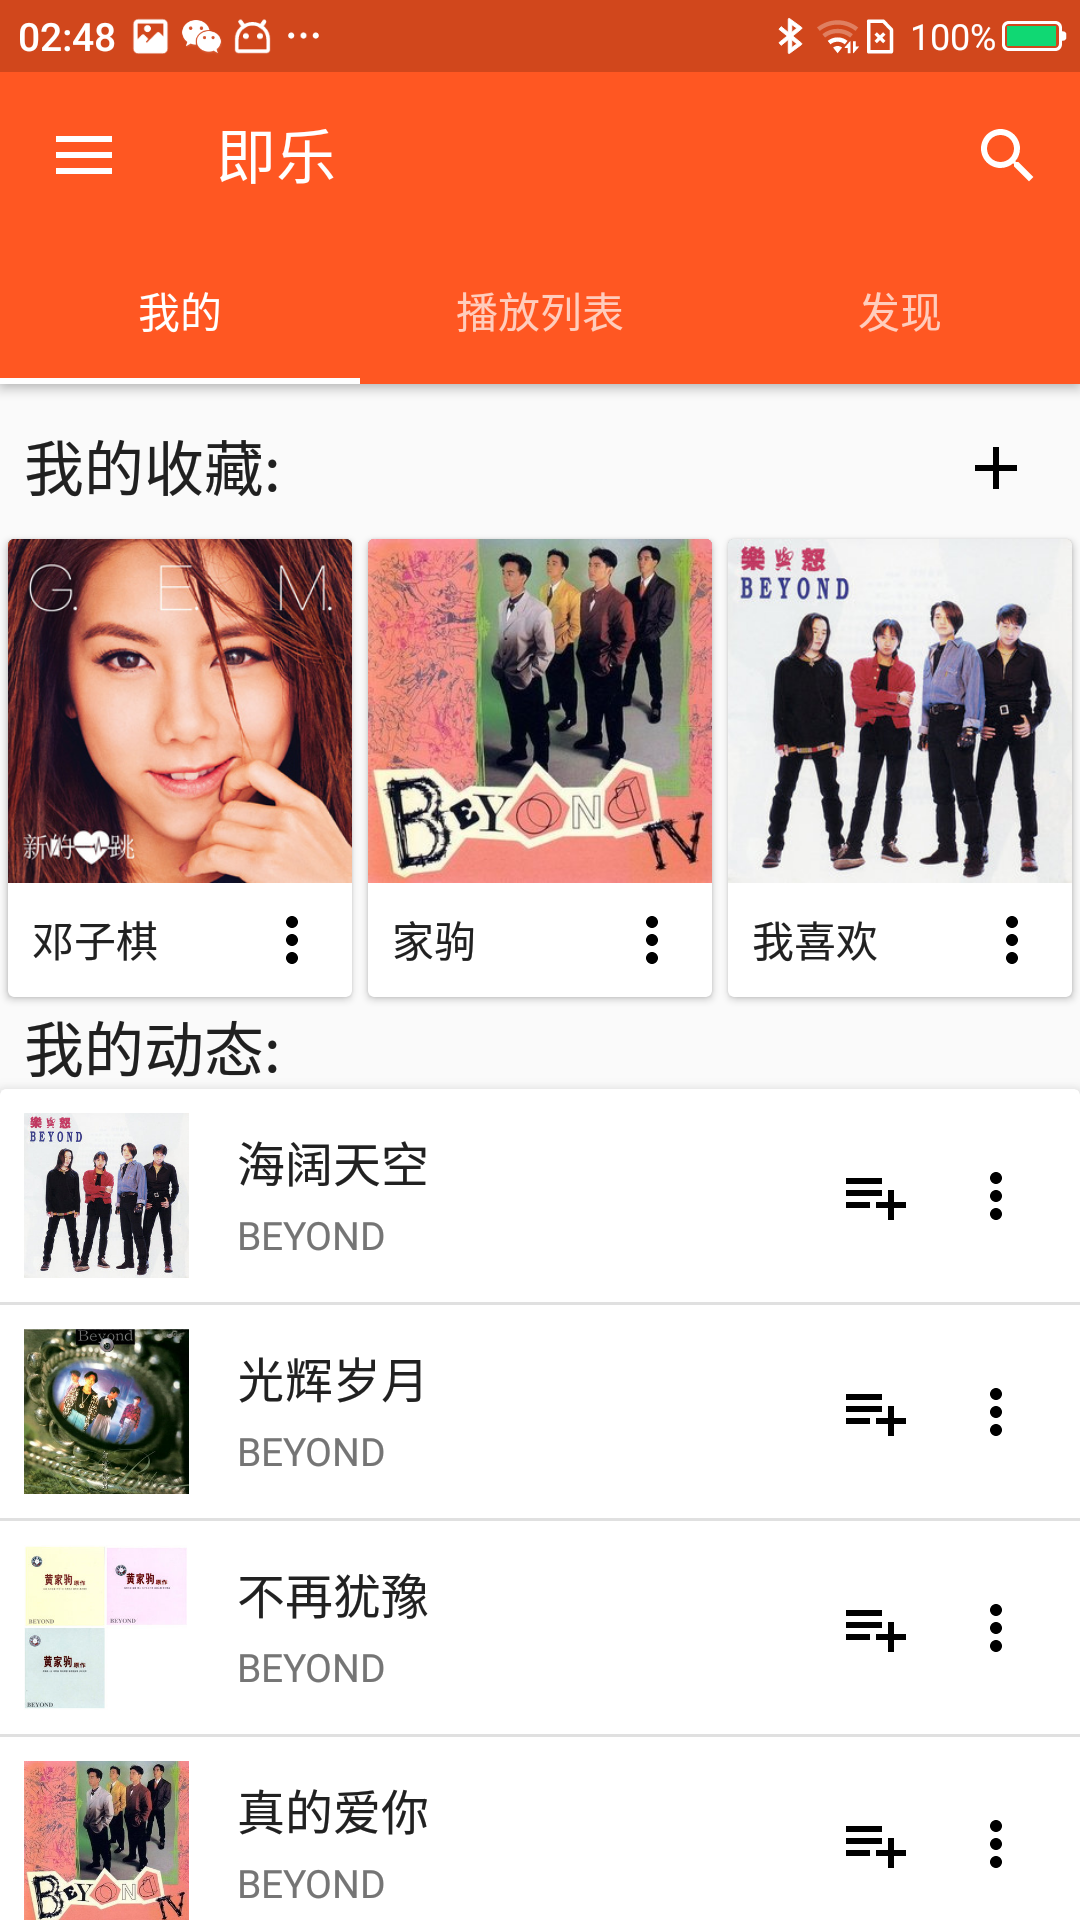 02:48
100%
即乐
我的
播放列表
发现
我的收藏:
G. E. M.
新的心跳
BEYOND IV
樂與怒
BEYOND
邓子棋
家驹
我喜欢
我的动态:
樂與怒
BEYOND
海阔天空
BEYOND
Beyond
光辉岁月
BEYOND
黄家驹
BEYOND
黄家驹
BEYOND
黄家驹
BEYOND
不再犹豫
BEYOND
BEYOND IV
真的爱你
BEYOND